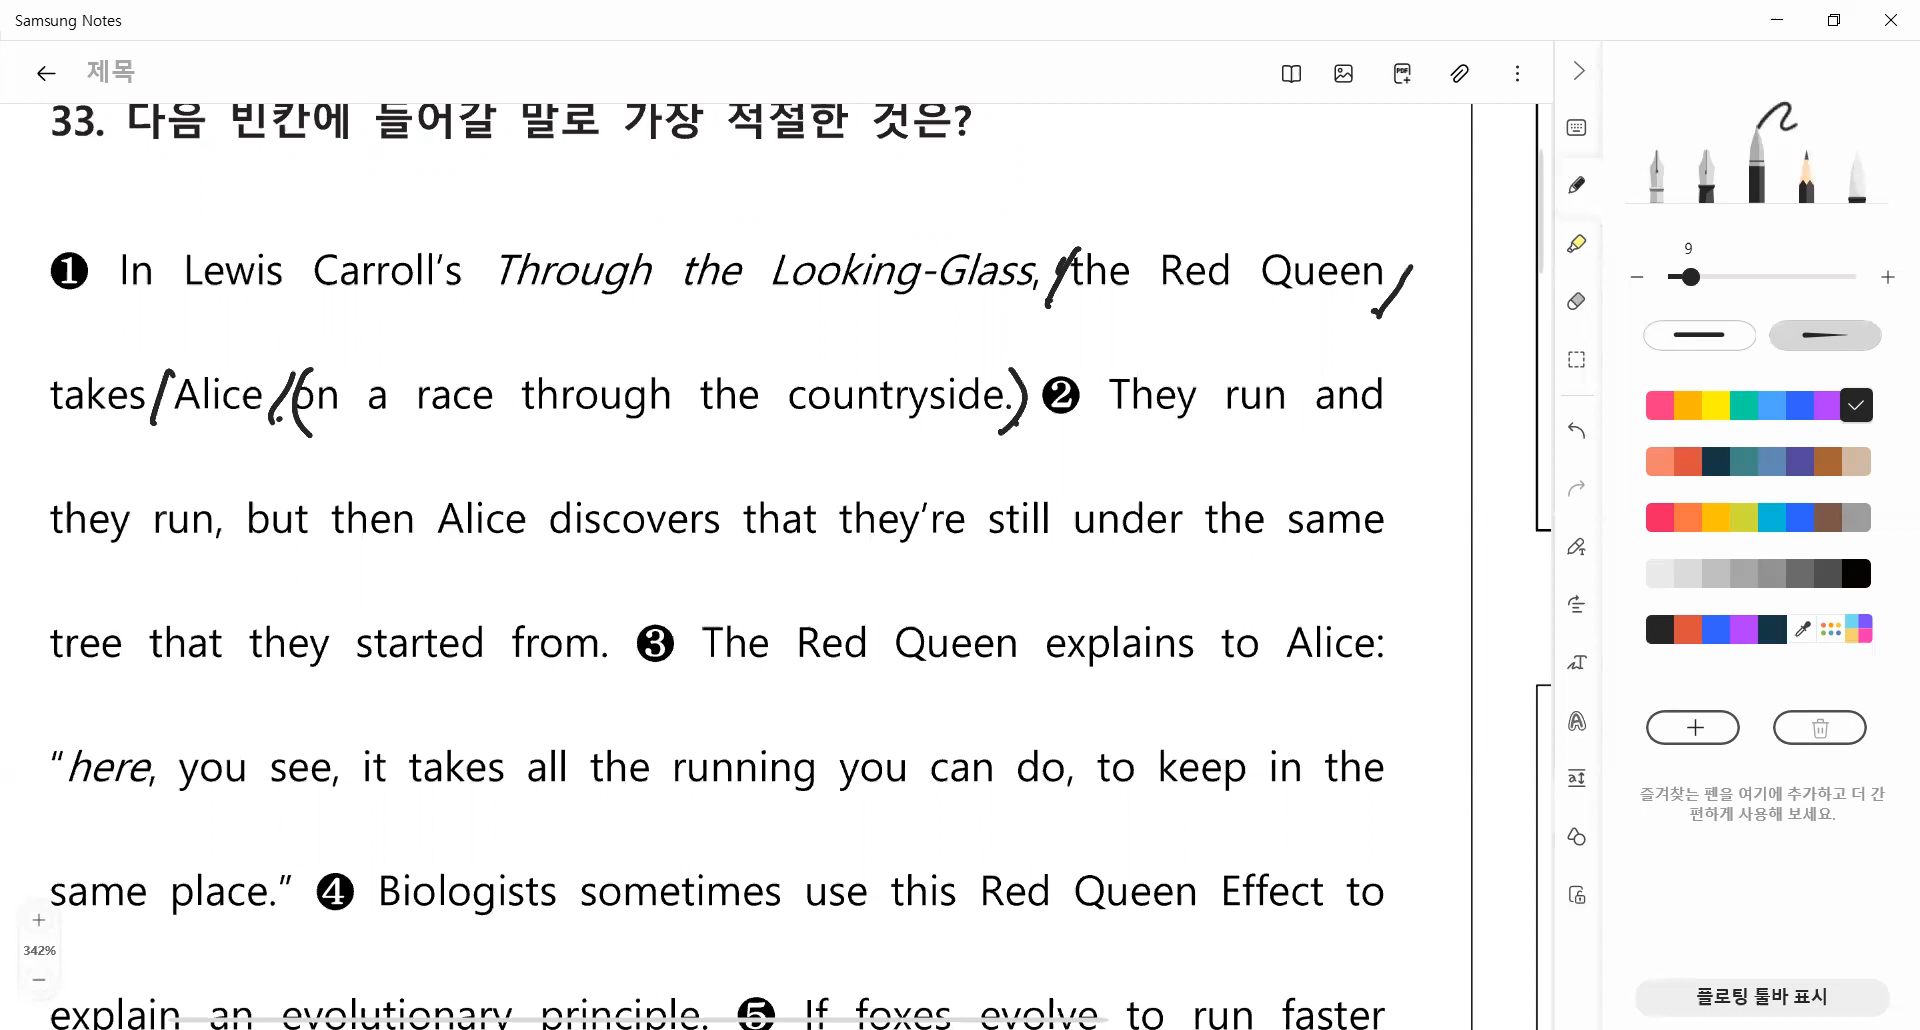 Samsung Notes
제목
33. 다음 빈칸에 들어갈 말로 가장 적절한 것은?
❶ In Lewis Carroll's Through the Looking-Glass, the Red Queen
takes Alice on a race through the countryside. ❷ They run and
they run, but then Alice discovers that they're still under the same
tree that they started from. ❸ The Red Queen explains to Alice:
"here, you see, it takes all the running you can do, to keep in the
same place." ❹ Biologists sometimes use this Red Queen Effect to
explain an evolutionary principle. ❺ If foxes evolve to run faster
342%
9
즐겨찾는 펜을 여기에 추가하고 더 간
편하게 사용해 보세요.
플로팅 툴바 표시